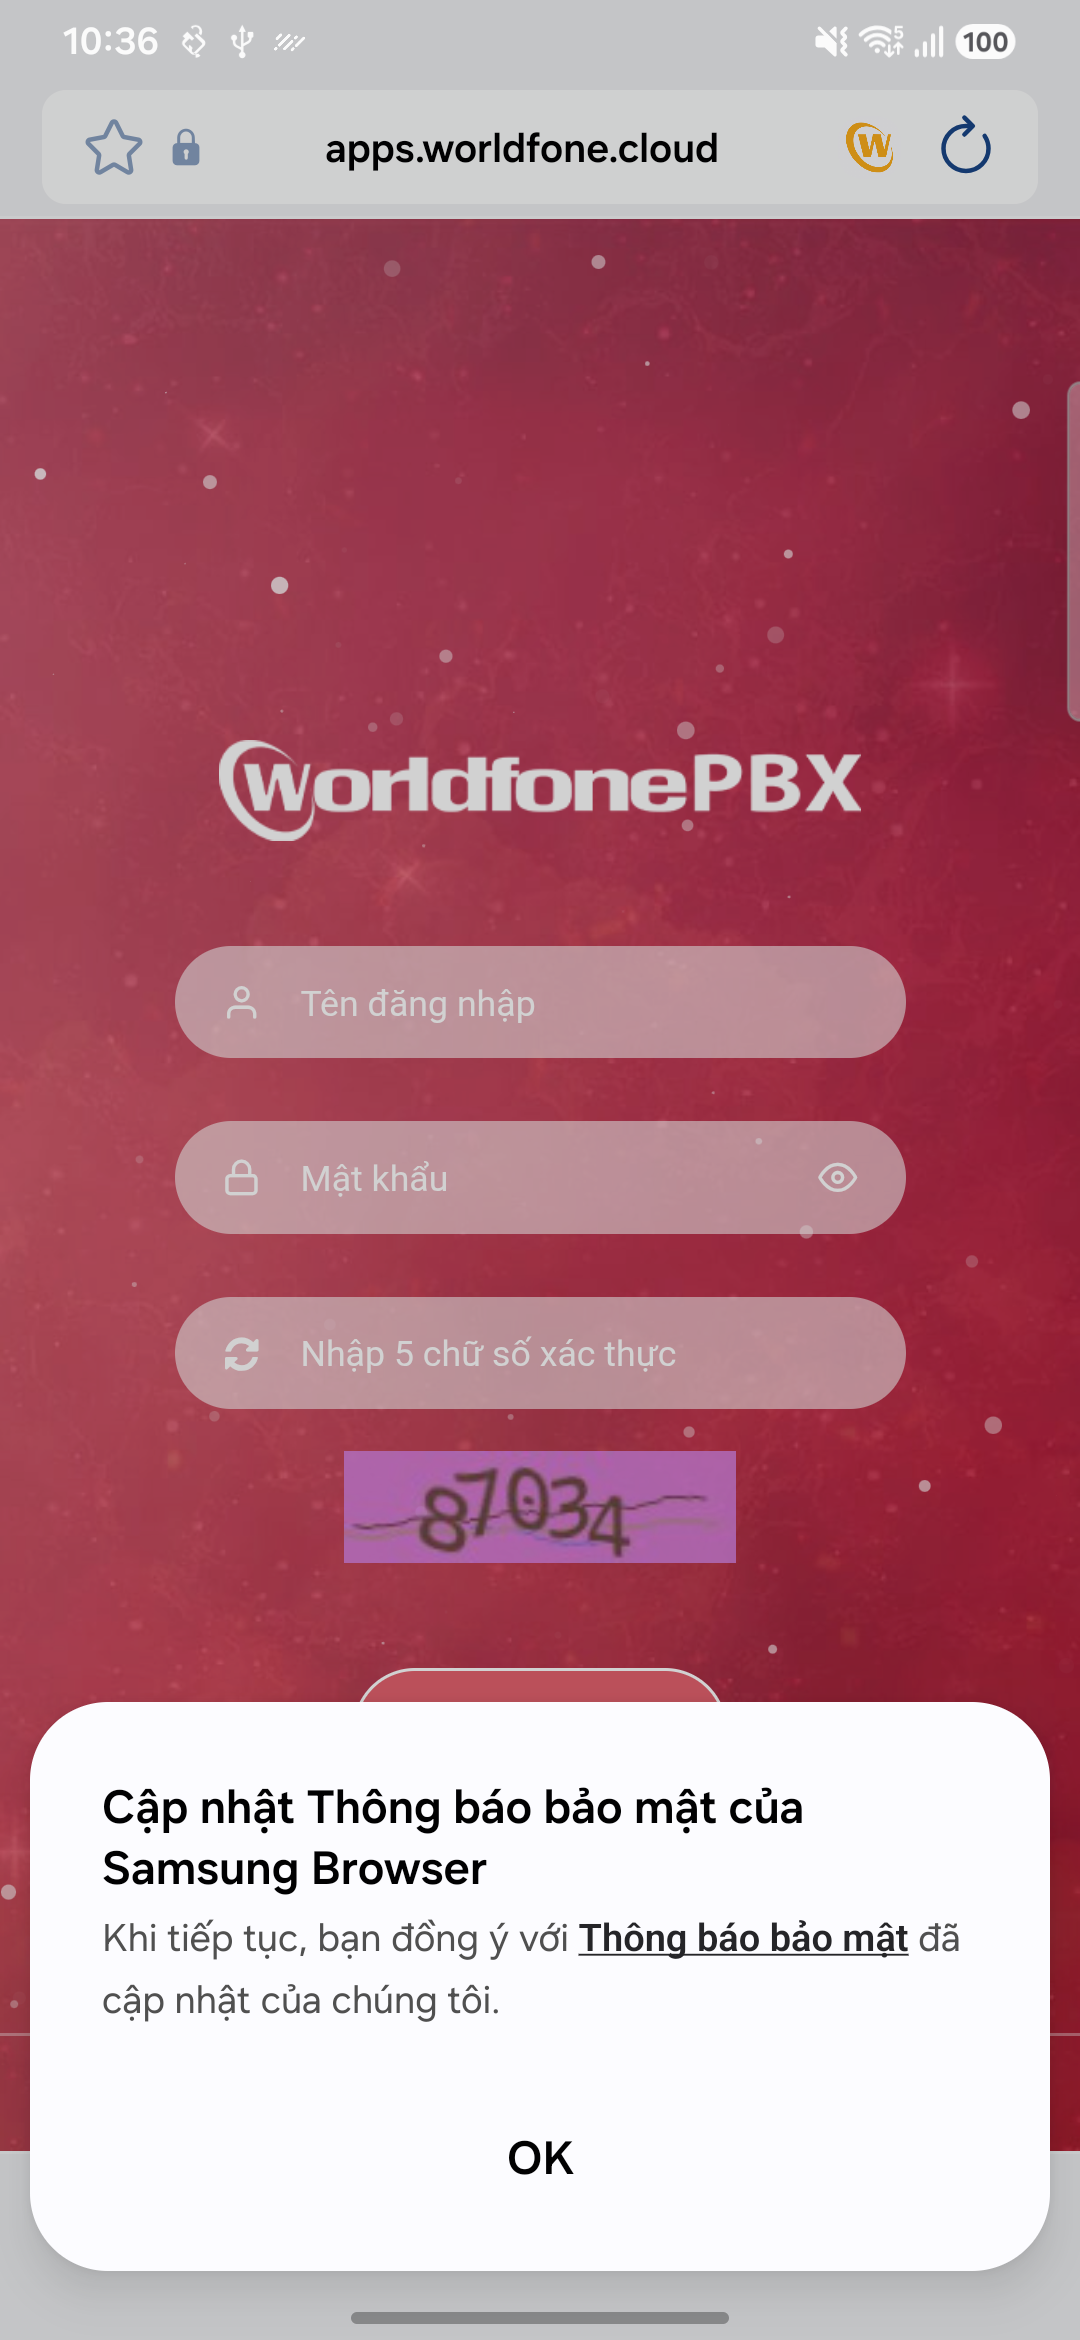 10:36
5
100
apps.worldfone.cloud
W
WorldfonePBX
Tên đăng nhập
Mật khẩu
Nhập 5 chữ số xác thực
87034
Cập nhật Thông báo bảo mật của
Samsung Browser
Khi tiếp tục, bạn đồng ý với Thông báo bảo mật đã
cập nhật của chúng tôi.
OK